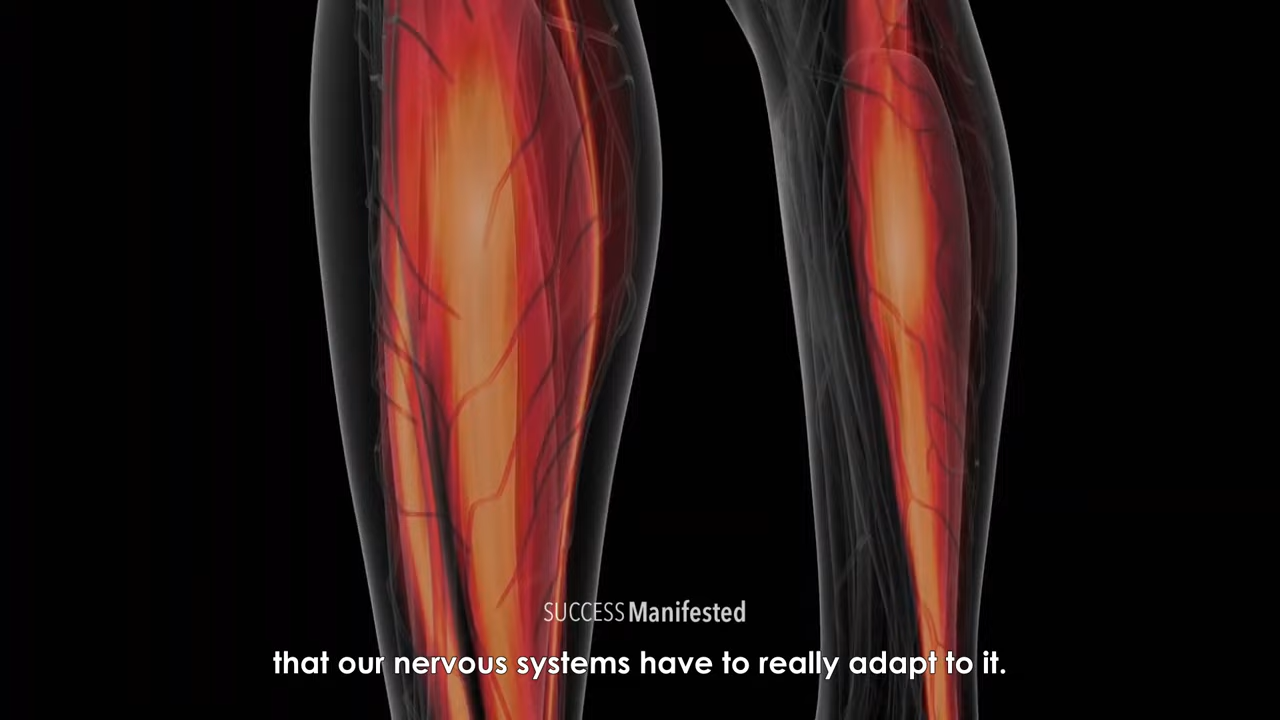 SUCCESS Manifested
that our nervous systems have to really adapt to it.